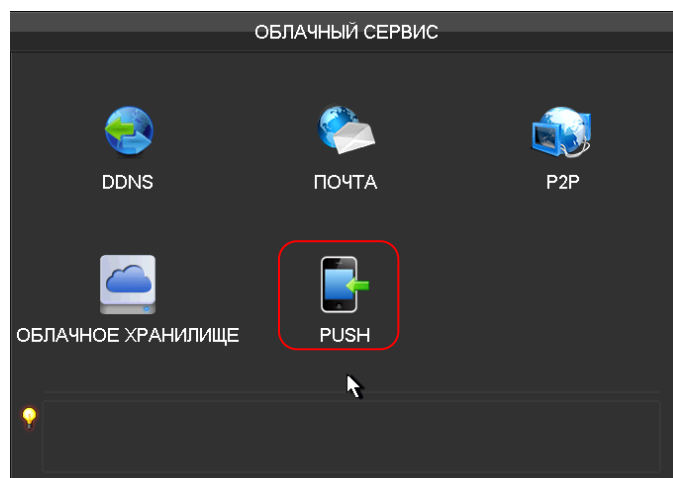 ОБЛАЧНЫЙ СЕРВИС
DDNS
ПОЧТА
P2P
ОБЛАЧНОЕ ХРАНИЛИЩЕ
PUSH